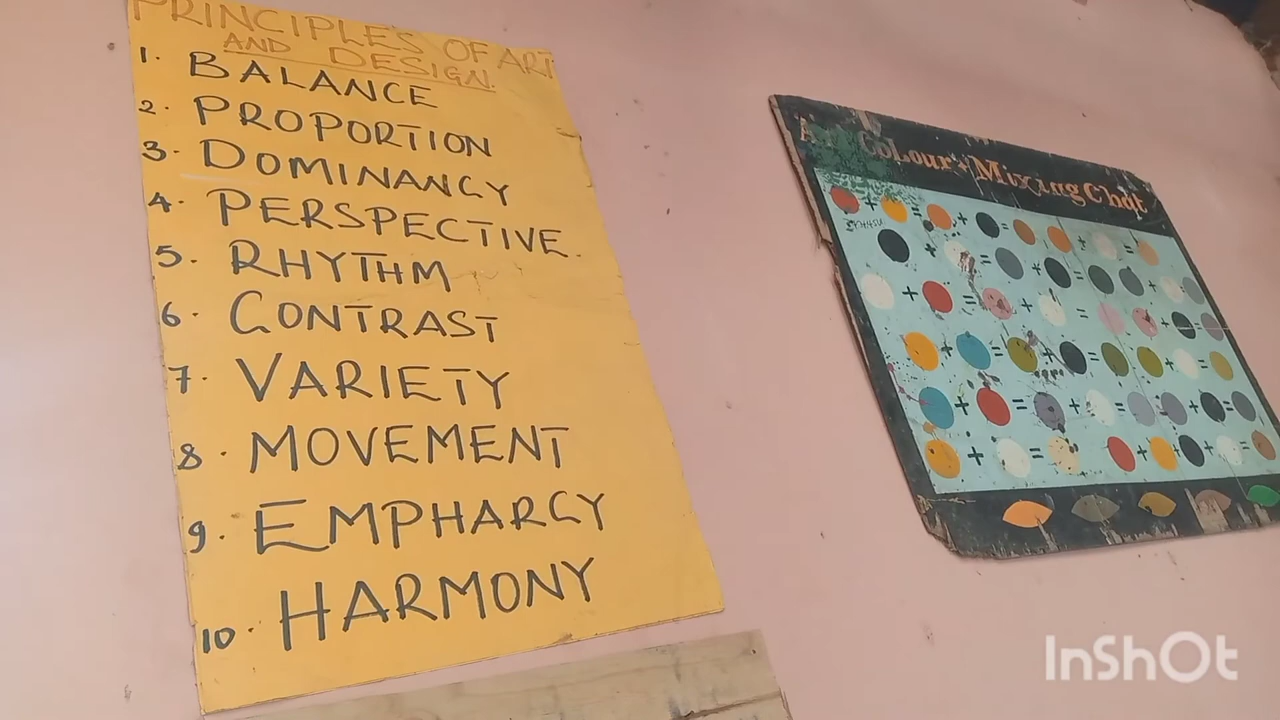 PRINCIPLES OF ART
AND DESIGN.
1. BALANCE
2. PROPORTION
3. DOMINANCY
4. PERSPECTIVE.
5. RHYTHM
6. CONTRAST
7. VARIETY
8. MOVEMENT
9. EMPHARCY
10. HARMONY
CoLour Mixing Chat
InShOt